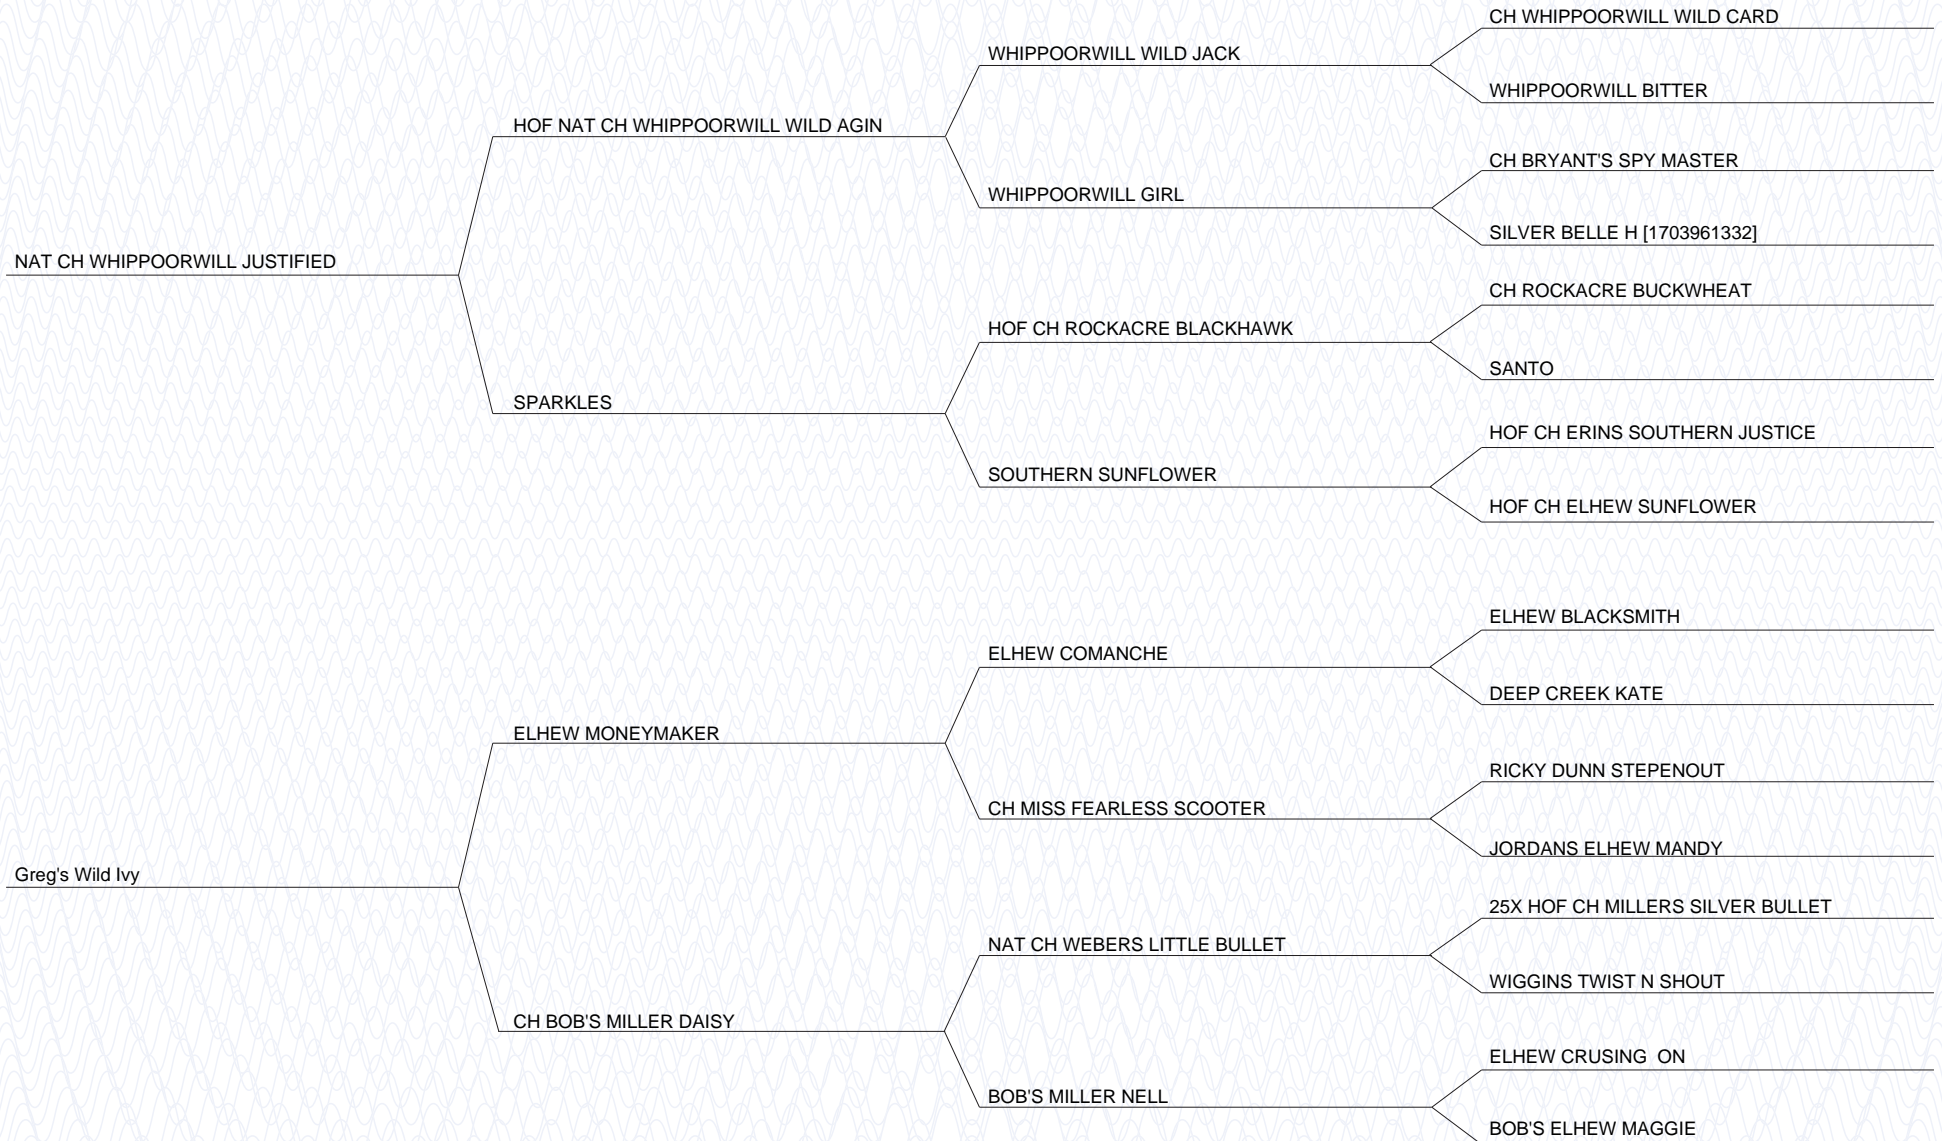 CH WHIPPOORWILL WILD CARD
WHIPPOORWILL WILD JACK
WHIPPOORWILL BITTER
HOF NAT CH WHIPPOORWILL WILD AGIN
CH BRYANT'S SPY MASTER
WHIPPOORWILL GIRL
SILVER BELLE H [1703961332]
NAT CH WHIPPOORWILL JUSTIFIED
CH ROCKACRE BUCKWHEAT
HOF CH ROCKACRE BLACKHAWK
SANTO
SPARKLES
HOF CH ERINS SOUTHERN JUSTICE
SOUTHERN SUNFLOWER
HOF CH ELHEW SUNFLOWER
ELHEW BLACKSMITH
ELHEW COMANCHE
DEEP CREEK KATE
ELHEW MONEYMAKER
RICKY DUNN STEPENOUT
CH MISS FEARLESS SCOOTER
JORDANS ELHEW MANDY
Greg's Wild Ivy
25X HOF CH MILLERS SILVER BULLET
NAT CH WEBERS LITTLE BULLET
WIGGINS TWIST N SHOUT
CH BOB'S MILLER DAISY
ELHEW CRUSING  ON
BOB'S MILLER NELL
BOB'S ELHEW MAGGIE